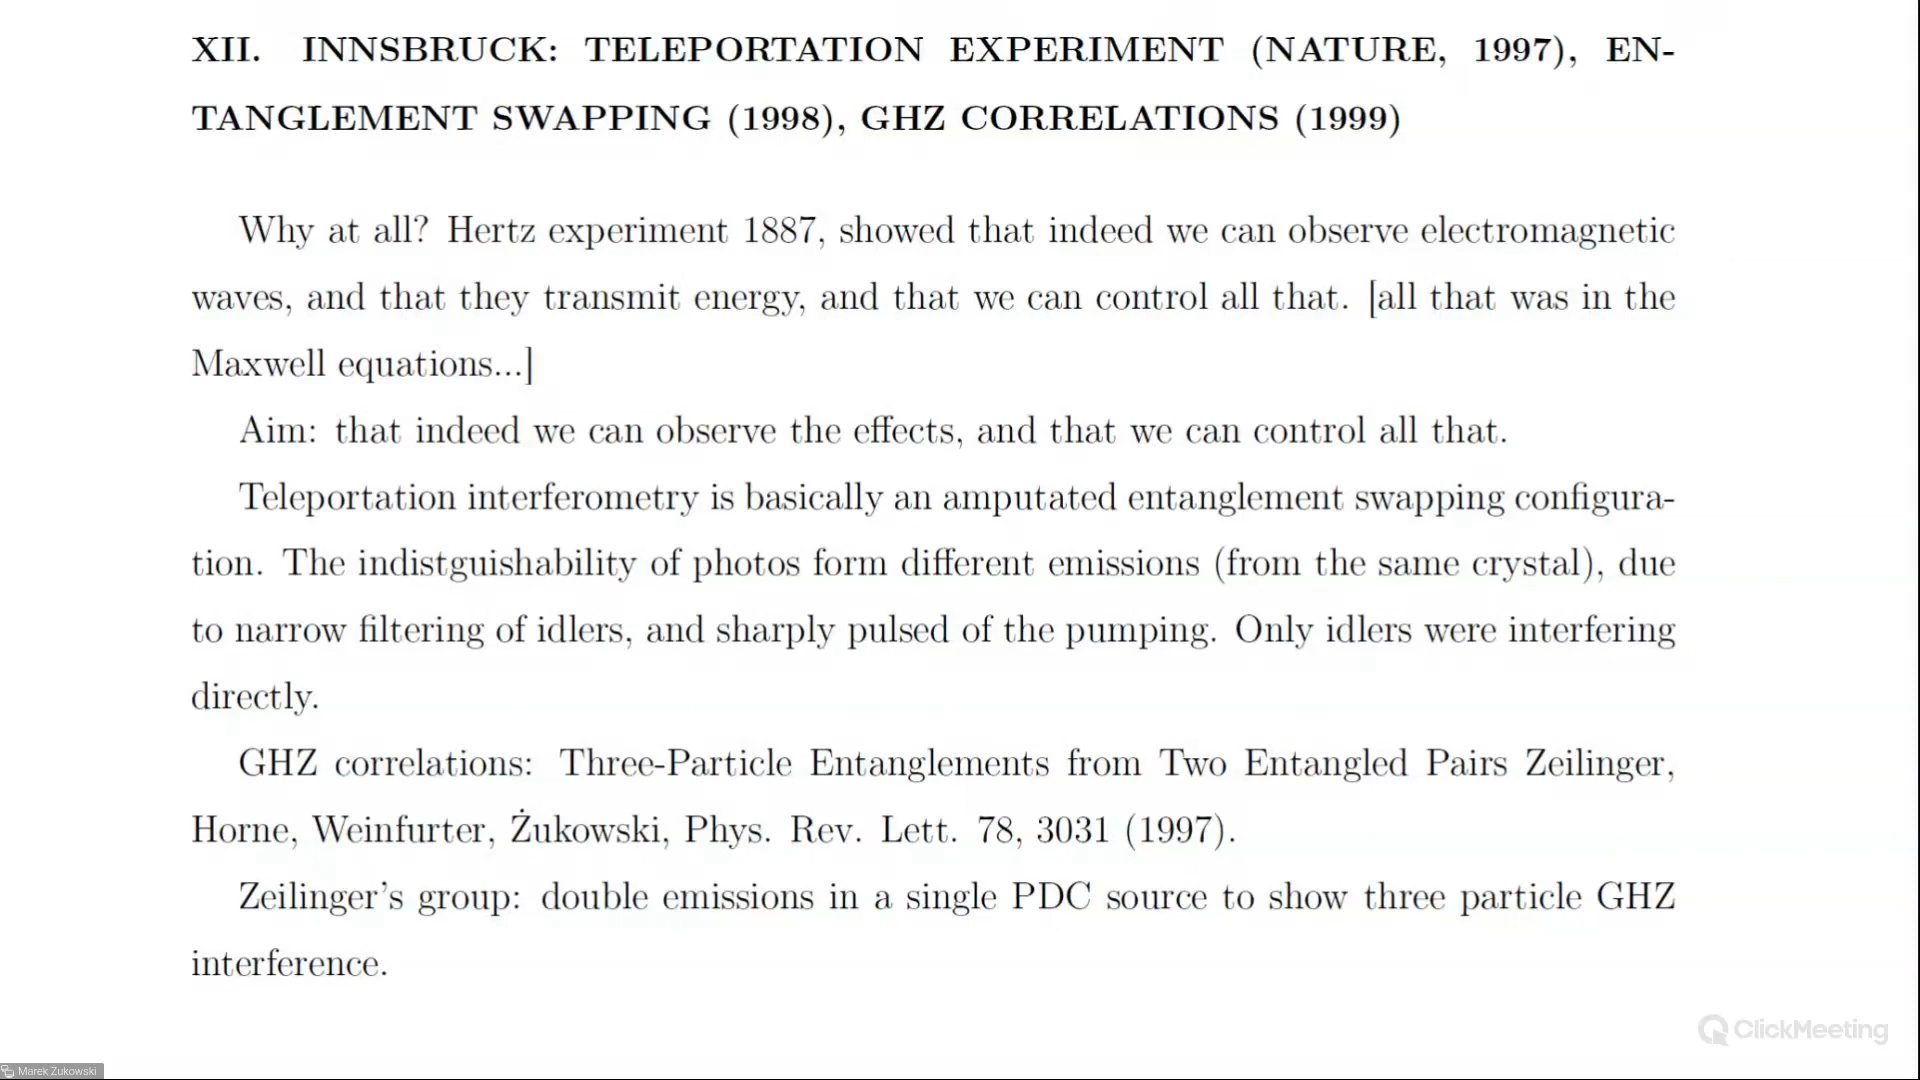 XII. INNSBRUCK: TELEPORTATION EXPERIMENT (NATURE, 1997), EN-
TANGLEMENT SWAPPING (1998), GHZ CORRELATIONS (1999)
Why at all? Hertz experiment 1887, showed that indeed we can observe electromagnetic
waves, and that they transmit energy, and that we can control all that. [all that was in the
Maxwell equations...]
Aim: that indeed we can observe the effects, and that we can control all that.
Teleportation interferometry is basically an amputated entanglement swapping configura-
tion. The indistguishability of photos form different emissions (from the same crystal), due
to narrow filtering of idlers, and sharply pulsed of the pumping. Only idlers were interfering
directly.
GHZ correlations: Three-Particle Entanglements from Two Entangled Pairs Zeilinger,
Horne, Weinfurter, Żukowski, Phys. Rev. Lett. 78, 3031 (1997).
Zeilinger's group: double emissions in a single PDC source to show three particle GHZ
interference.
ClickMeeting
Marek Zukowski